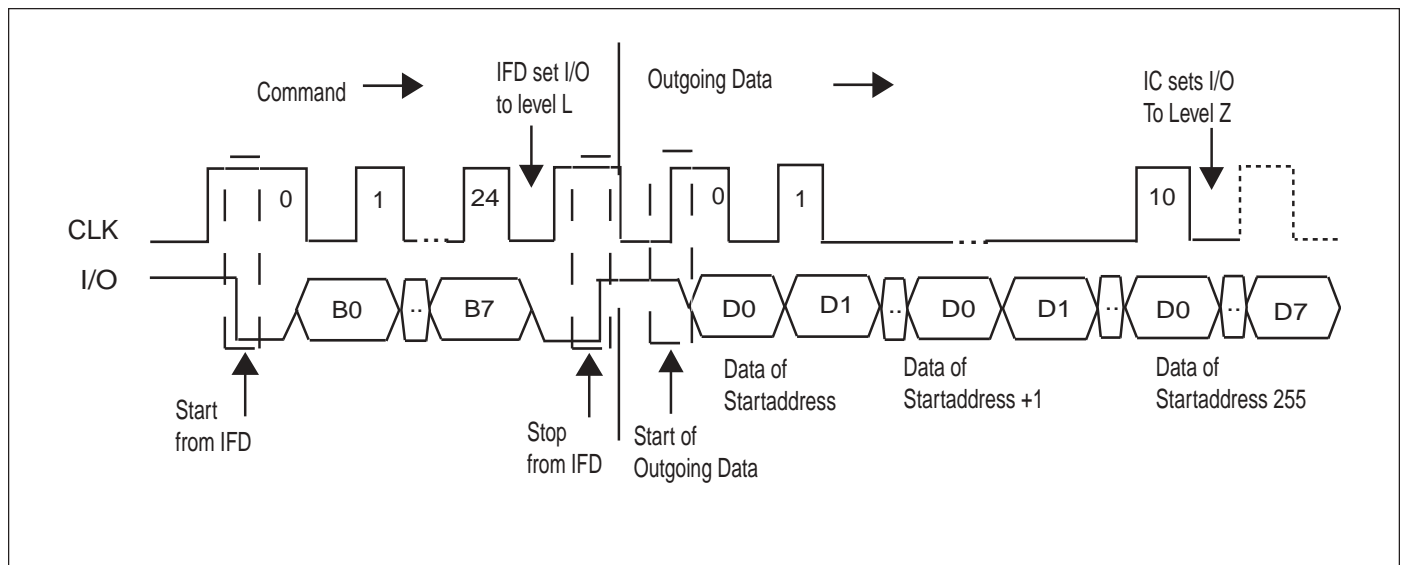 Command
IFD set I/O
to level L
Outgoing Data
IC sets I/O
To Level Z
CLK
0
1
24
0
1
10
I/O
B0
..
B7
D0
D1
..
D0
D1
..
D0
..
D7
Data of
Startaddress
Data of
Startaddress +1
Data of
Startaddress 255
Start
from IFD
Stop
from IFD
Start of
Outgoing Data